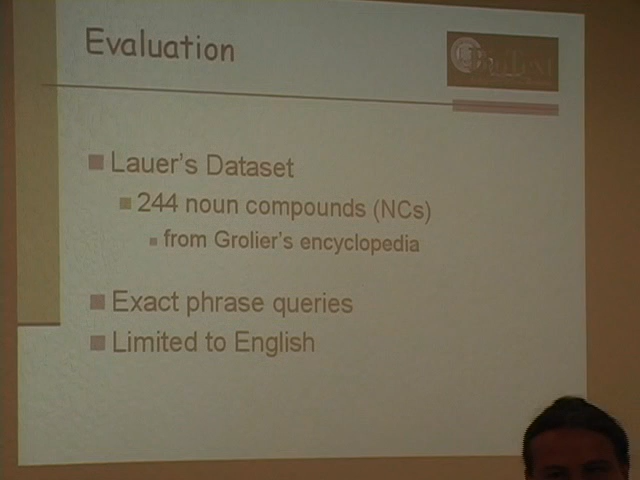 Evaluation
Lauer's Dataset
244 noun compounds (NCs)
from Grolier's encyclopedia
Exact phrase queries
Limited to English